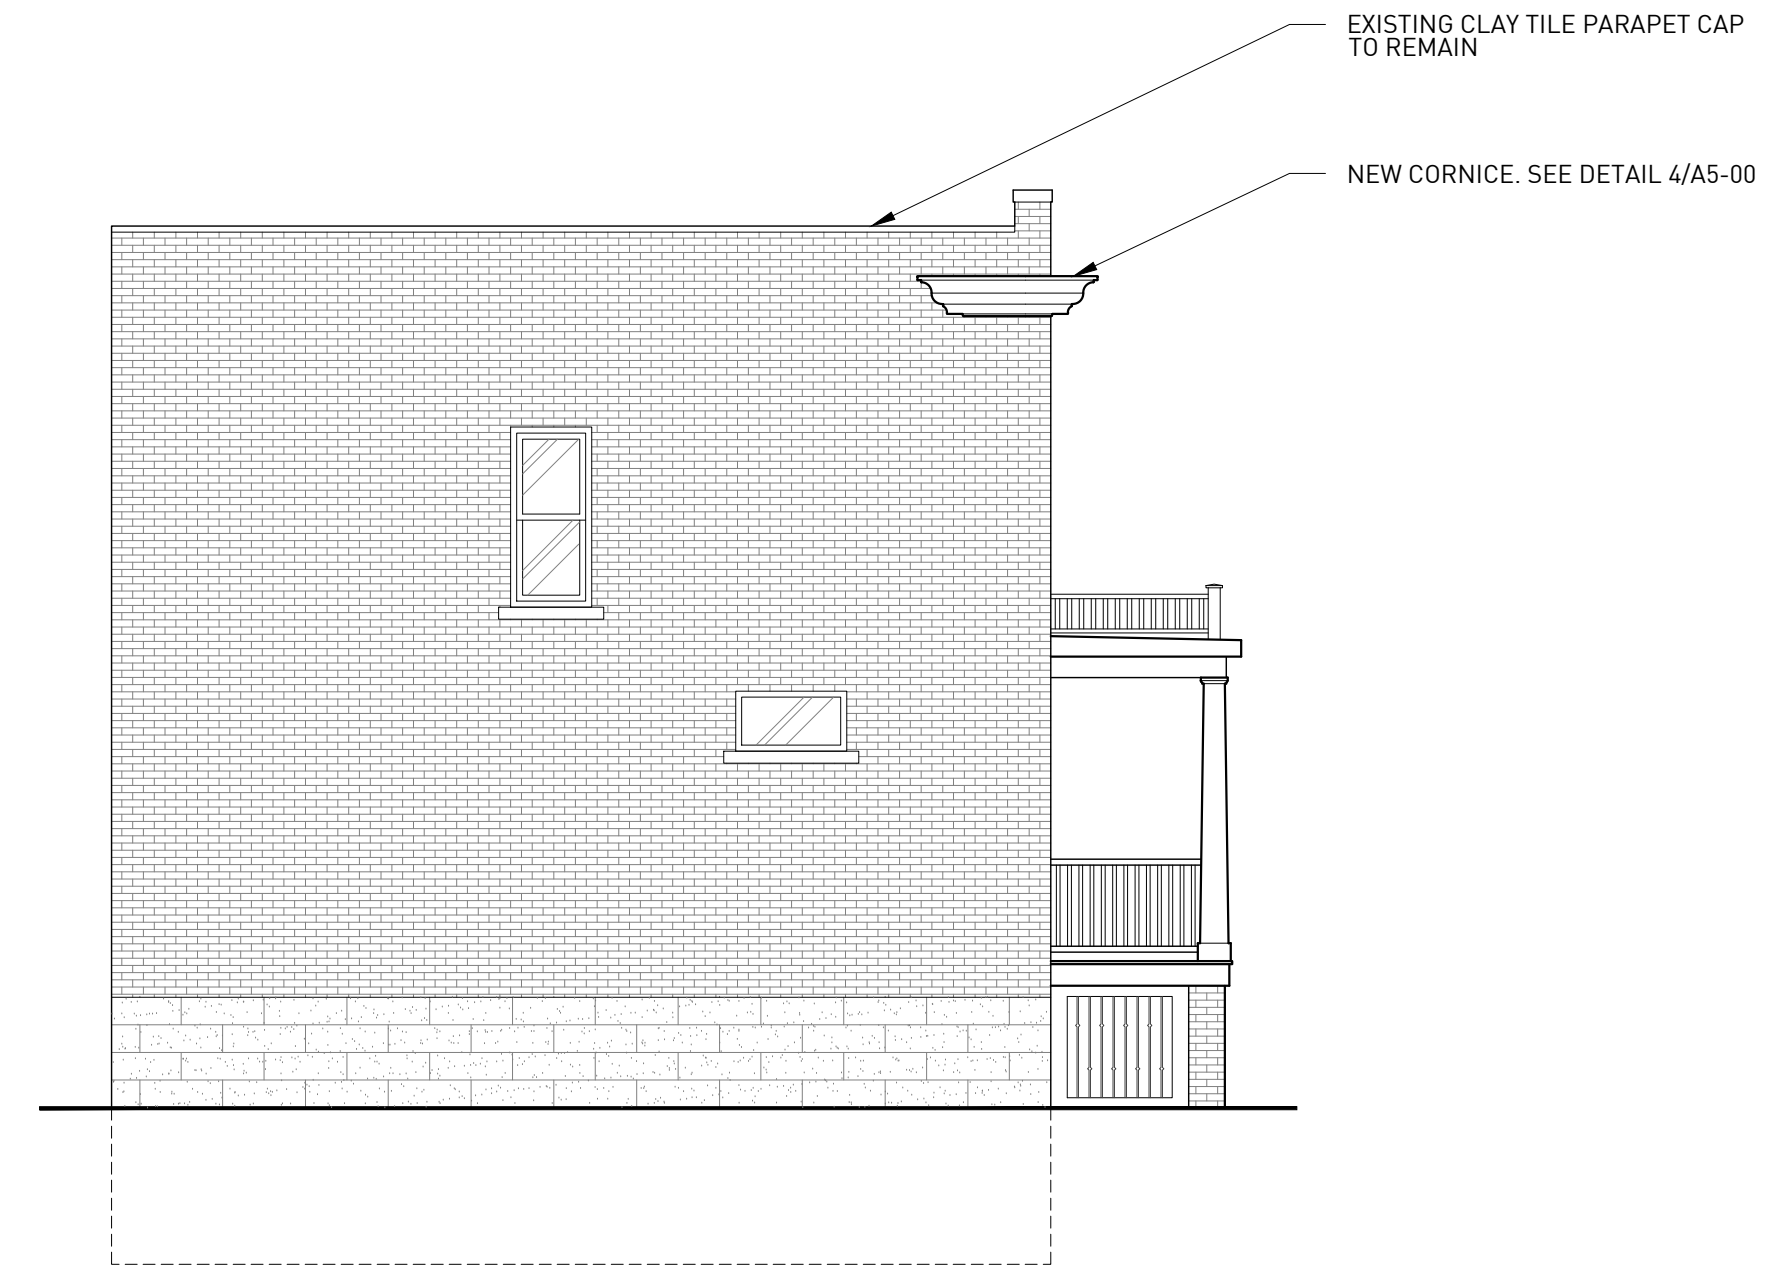 EXISTING CLAY TILE PARAPET CAP
TO REMAIN
NEW CORNICE. SEE DETAIL 4/A5-00